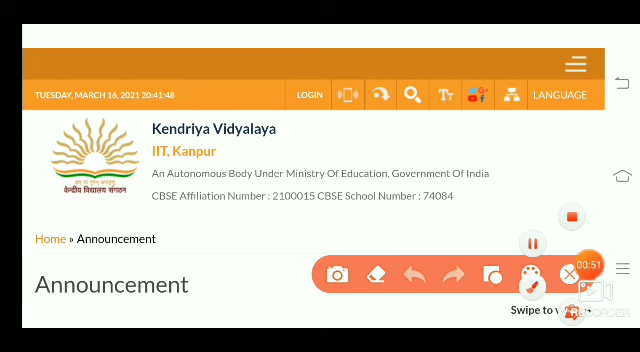 TUESDAY, MARCH 16, 2021 20:41:48
LOGIN
TT
LANGUAGE
Kendriya Vidyalaya
IIT, Kanpur
An Autonomous Body Under Ministry Of Education, Government Of India
CBSE Affiliation Number : 2100015 CBSE School Number : 74084
केन्द्रीय विद्यालय संगठन
Home » Announcement
00:51
Announcement
Swipe to
RECORDER